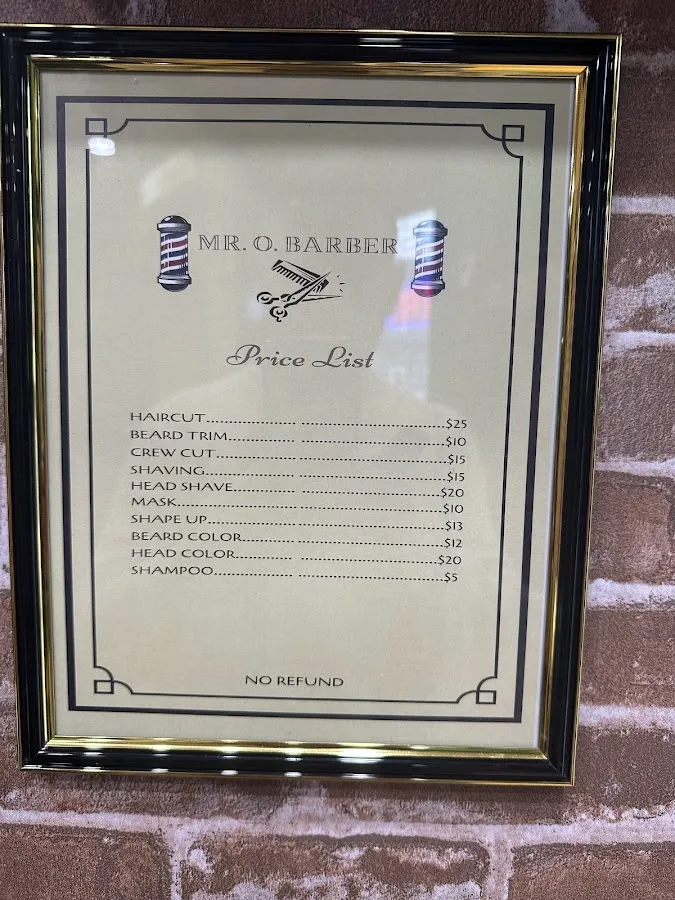 MR. O. BARBER
Price List
HAIRCUT.................... ....................................$25
BEARD TRIM................ ....................................$10
CREW CUT..........................................................$15
SHAVING..................... ....................................$15
HEAD SHAVE............... ...................................$20
MASK............................ ...................................$10
SHAPE UP..........................................................$13
BEARD COLOR............. ...................................$12
HEAD COLOR.............. ..................................$20
SHAMPOO................... ...................................$5
NO REFUND